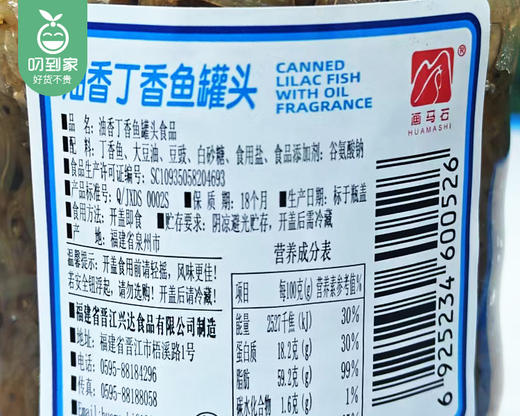 叨到家
好货不贵
油香丁香鱼罐头
CANNED
LILAC FISH
WITH OIL
FRAGRANCE
画马石
HUAMASHI
®
■品 名：油香丁香鱼罐头食品
■配 料：丁香鱼、大豆油、豆豉、白砂糖、食用盐、食品添加剂：谷氨酸钠
■食品生产许可证编号：SC10935058204693
■产品标准号：Q/JXDS 0002S ■保 质 期：18个月 ■生产日期：标于瓶盖
■食用方法：开盖即食 ■贮存要求：阴凉避光贮存，开盖后需冷藏
■产 地：福建省泉州市
温馨提示：开盖食用前请轻摇，风味更佳！
若安全钮浮起，请勿选购！开盖后请冷藏！
■福建省晋江兴达食品有限公司制造
■地址：福建省晋江市梧溪路1号
■电话：0595-88184296
■传真：0595-88188058
营养成分表
项目 每100克(g) 营养素参考值%
能量 2527千焦(kJ) 30%
蛋白质 18.2克(g) 30%
脂肪 59.2克(g) 99%
碳水化合物 1.6克(g) 1%
6925234600526